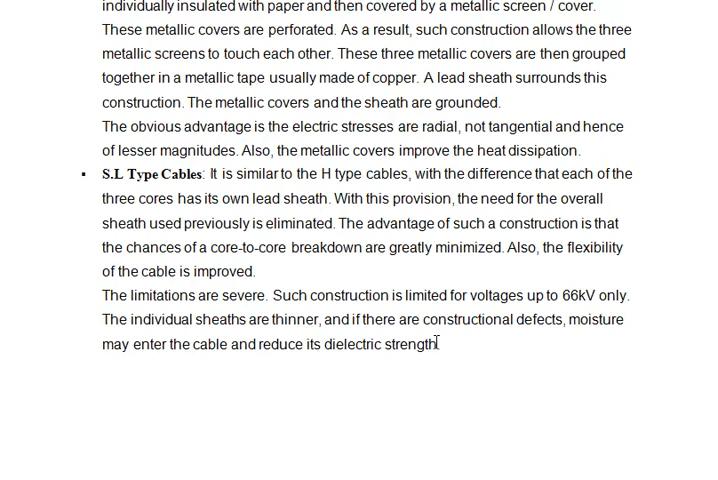 individually insulated with paper and then covered by a metallic screen / cover.
These metallic covers are perforated. As a result, such construction allows the three
metallic screens to touch each other. These three metallic covers are then grouped
together in a metallic tape usually made of copper. A lead sheath surrounds this
construction. The metallic covers and the sheath are grounded.
The obvious advantage is the electric stresses are radial, not tangential and hence
of lesser magnitudes. Also, the metallic covers improve the heat dissipation.
▪ S.L Type Cables: It is similar to the H type cables, with the difference that each of the
three cores has its own lead sheath. With this provision, the need for the overall
sheath used previously is eliminated. The advantage of such a construction is that
the chances of a core-to-core breakdown are greatly minimized. Also, the flexibility
of the cable is improved.
The limitations are severe. Such construction is limited for voltages up to 66kV only.
The individual sheaths are thinner, and if there are constructional defects, moisture
may enter the cable and reduce its dielectric strength.